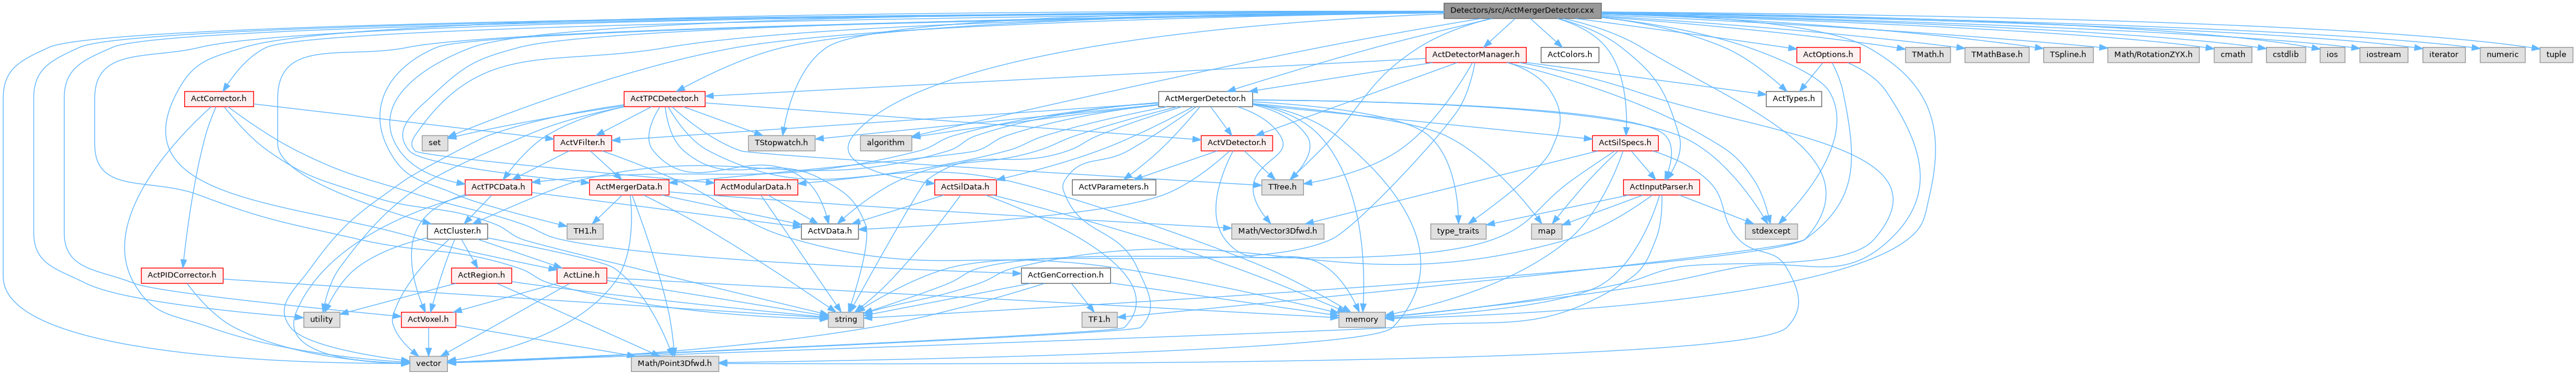 Detectors/src/ActMergerDetector.cxx
ActDetectorManager.h
ActColors.h
ActOptions.h
TMath.h
TMathBase.h
TSpline.h
Math/RotationZYX.h
cmath
cstdlib
ios
iostream
iterator
numeric
tuple
ActCorrector.h
ActTPCDetector.h
ActMergerDetector.h
ActTypes.h
set
ActVFilter.h
TStopwatch.h
algorithm
ActVDetector.h
ActSilSpecs.h
ActTPCData.h
ActMergerData.h
ActModularData.h
ActSilData.h
ActVParameters.h
TTree.h
ActInputParser.h
ActCluster.h
TH1.h
ActVData.h
Math/Vector3Dfwd.h
type_traits
map
stdexcept
ActPIDCorrector.h
ActRegion.h
ActLine.h
ActGenCorrection.h
utility
ActVoxel.h
string
TF1.h
memory
vector
Math/Point3Dfwd.h